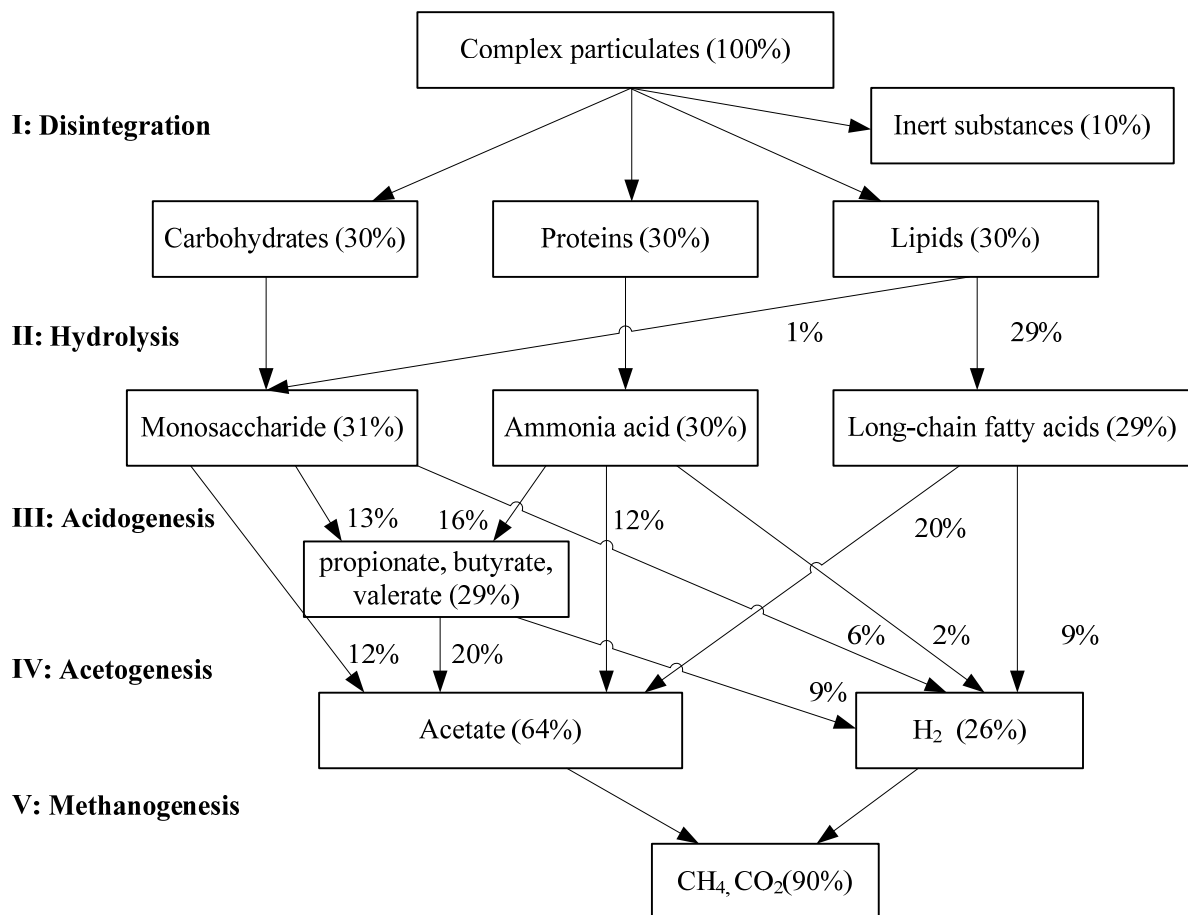 Complex particulates (100%)
I: Disintegration
Inert substances (10%)
Carbohydrates (30%)
Proteins (30%)
Lipids (30%)
II: Hydrolysis
1%
29%
Monosaccharide (31%)
Ammonia acid (30%)
Long-chain fatty acids (29%)
III: Acidogenesis
13%
16%
12%
20%
propionate, butyrate,
valerate (29%)
IV: Acetogenesis
12%
20%
6%
2%
9%
9%
Acetate (64%)
H₂ (26%)
V: Methanogenesis
CH₄, CO₂(90%)